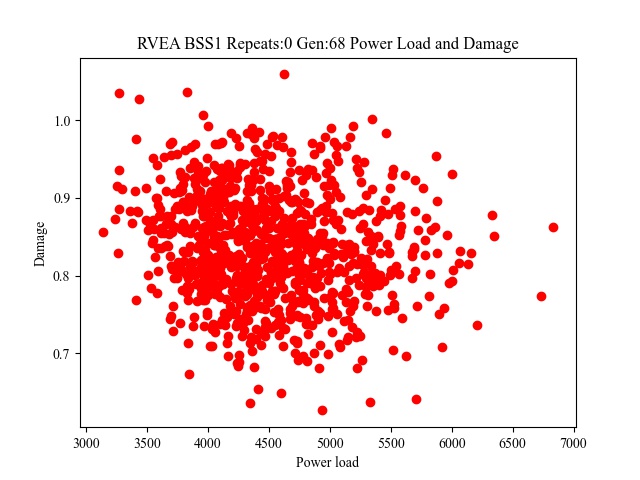 RVEA BSS1 Repeats:0 Gen:68 Power Load and Damage
1.0
0.9
0.8
0.7
Damage
3000 3500 4000 4500 5000 5500 6000 6500 7000
Power load